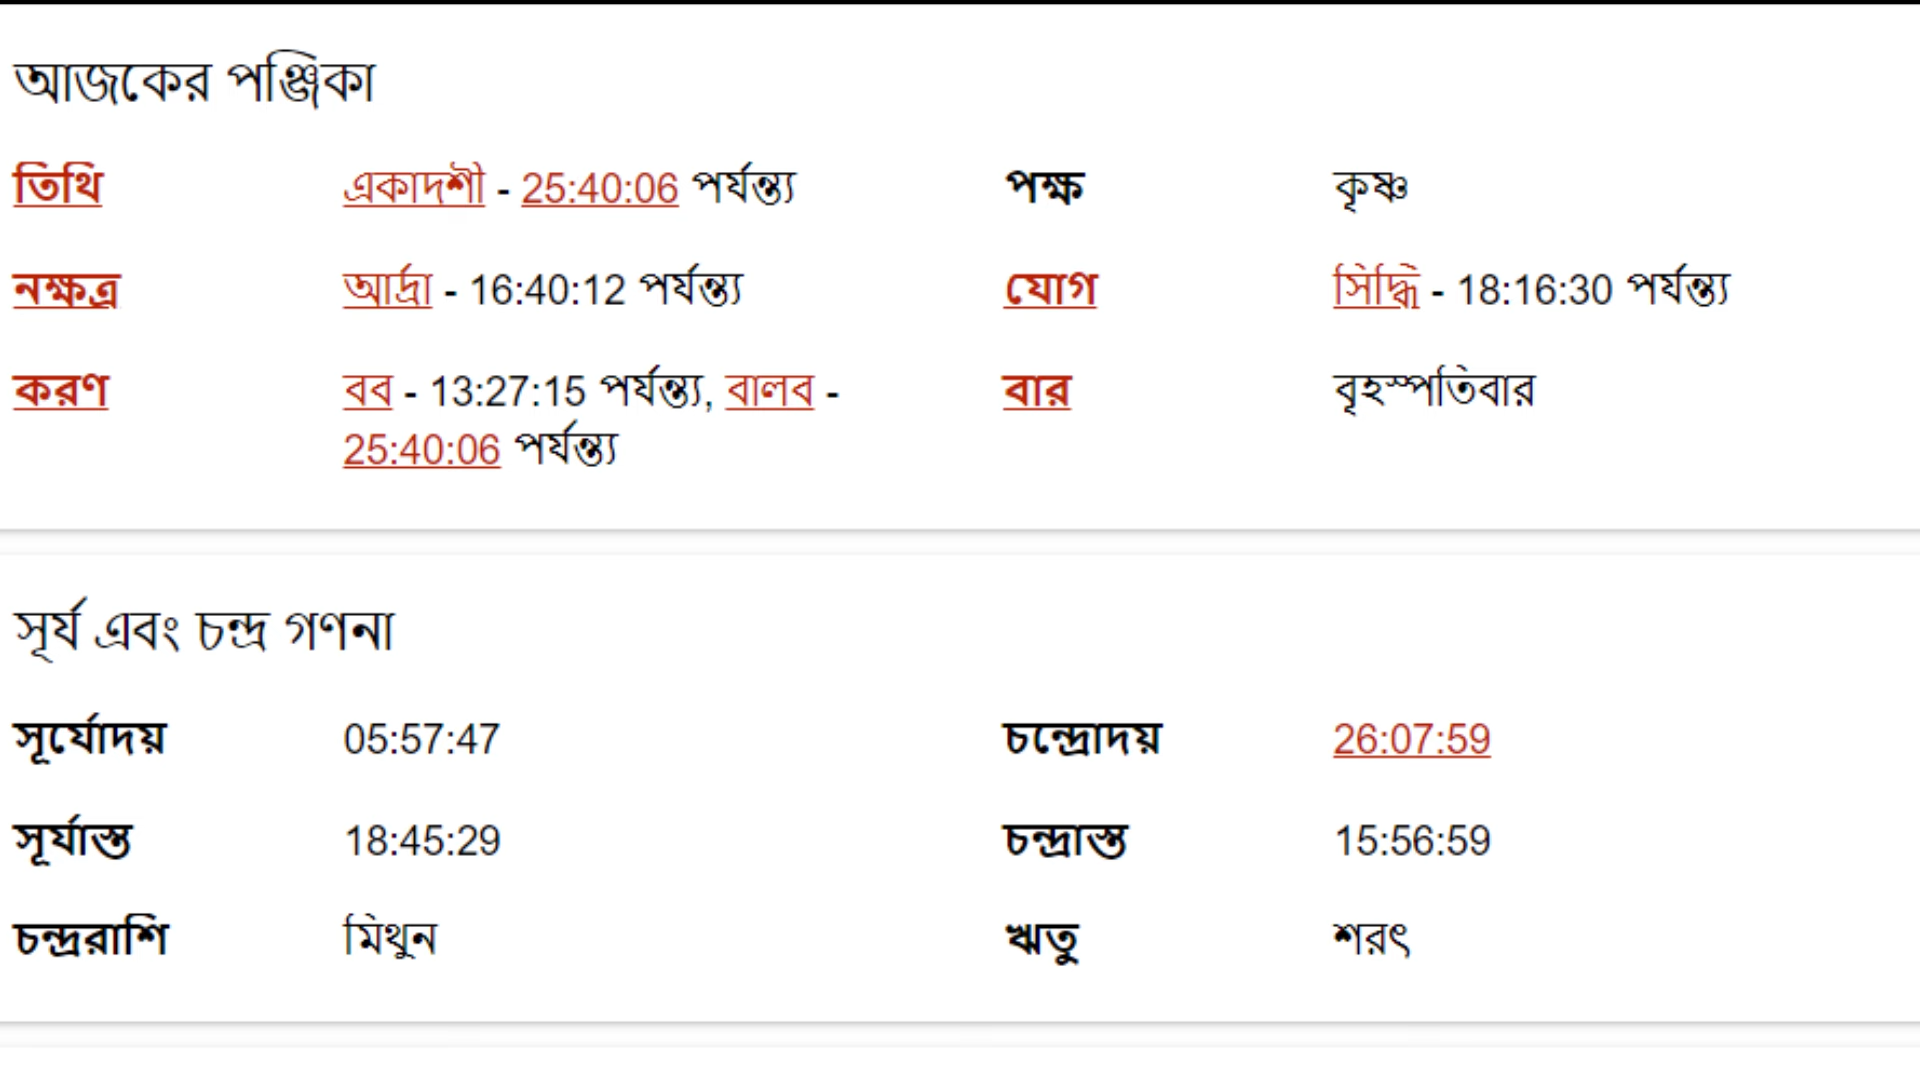 আজকের পঞ্জিকা
তিথি একাদশী - 25:40:06 পর্যন্ত্য পক্ষ কৃষ্ণ
নক্ষত্র আর্দ্রা - 16:40:12 পর্যন্ত্য যোগ সিদ্ধি - 18:16:30 পর্যন্ত্য
করণ বব - 13:27:15 পর্যন্ত্য, বালব - বার বৃহস্পতিবার
25:40:06 পর্যন্ত্য
সূর্য এবং চন্দ্র গণনা
সূর্যোদয় 05:57:47 চন্দ্রোদয় 26:07:59
সূর্যাস্ত 18:45:29 চন্দ্রাস্ত 15:56:59
চন্দ্ররাশি মিথুন ঋতু শরৎ